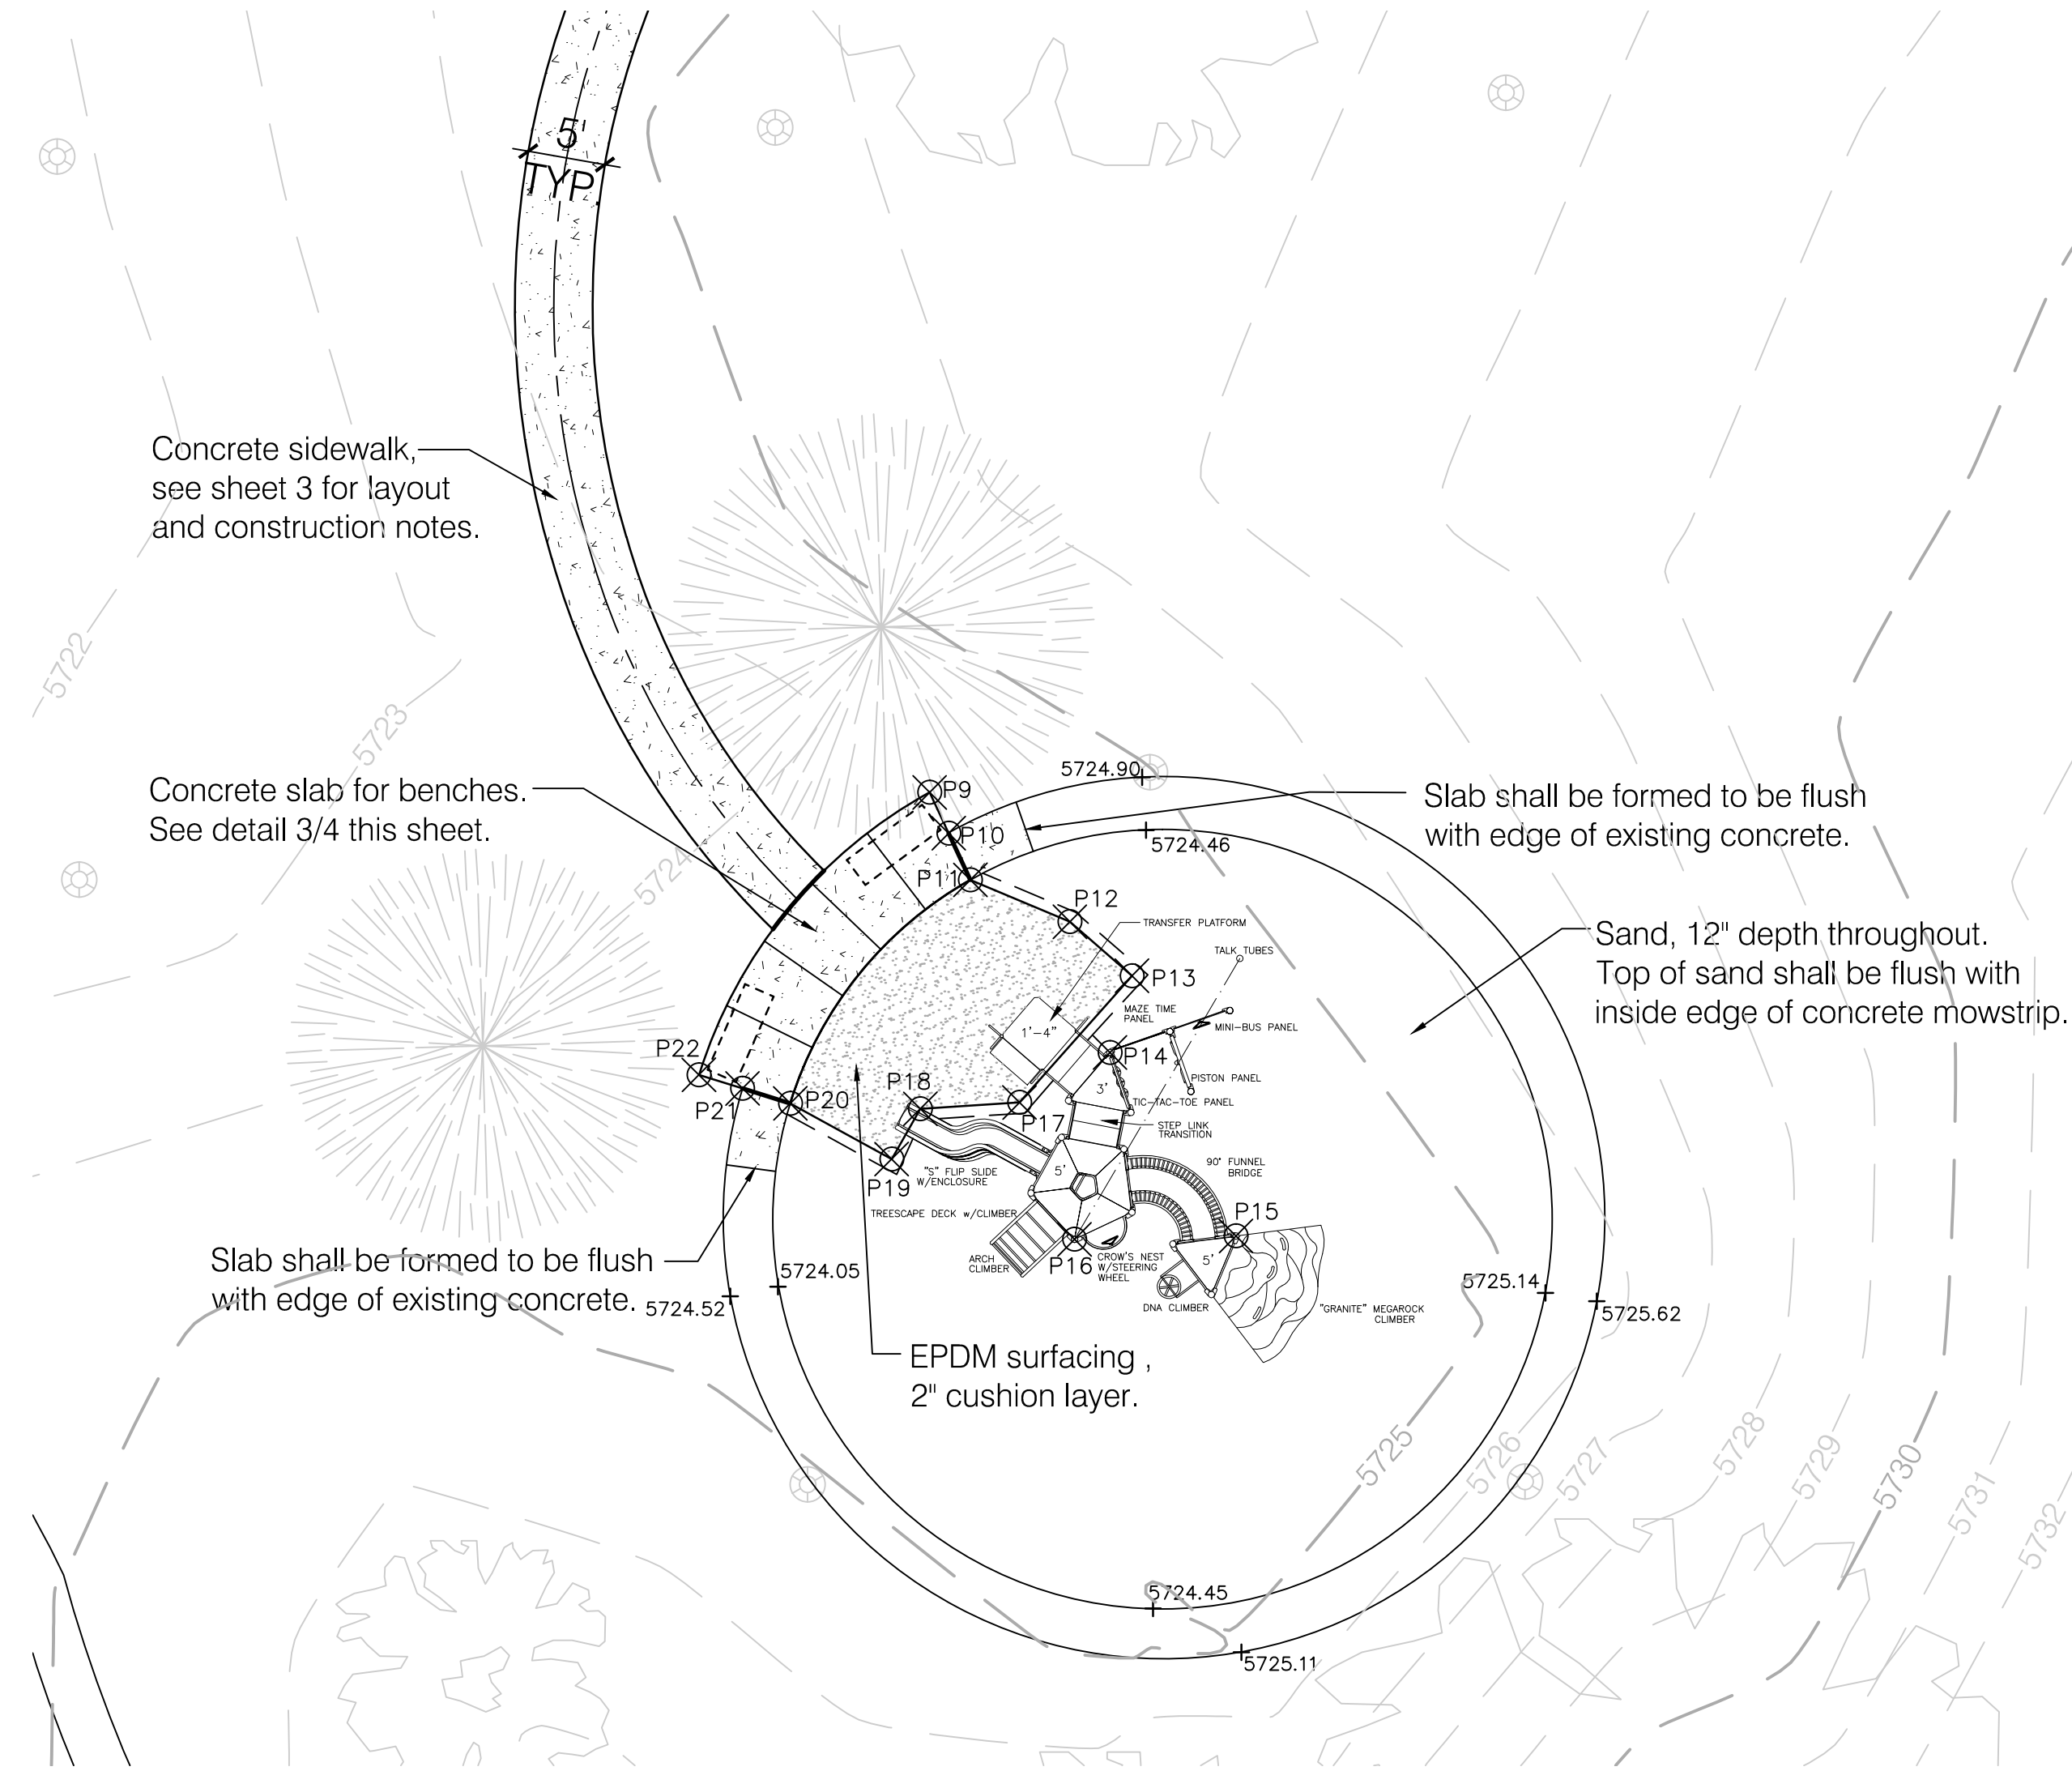 5'
TYP.
Concrete sidewalk,
see sheet 3 for layout
and construction notes.
5722
5723
5724
Concrete slab for benches.
See detail 3/4 this sheet.
5724.90
P9
P10
P11
5724.46
Slab shall be formed to be flush
with edge of existing concrete.
P12
TRANSFER PLATFORM
TALK TUBES
Sand, 12" depth throughout.
Top of sand shall be flush with
inside edge of concrete mowstrip.
P13
MAZE TIME
PANEL
MINI-BUS PANEL
1'-4"
P14
P22
P21
P20
P18
P17
3'
PISTON PANEL
TIC-TAC-TOE PANEL
STEP LINK
TRANSITION
P19
"S" FLIP SLIDE
W/ENCLOSURE
5'
90° FUNNEL
BRIDGE
TREESCAPE DECK w/CLIMBER
P15
ARCH
CLIMBER
P16
CROW'S NEST
W/STEERING
WHEEL
5'
DNA CLIMBER
"GRANITE" MEGAROCK
CLIMBER
Slab shall be formed to be flush
with edge of existing concrete.
5724.52
5724.05
5725.14
5725.62
EPDM surfacing ,
2" cushion layer.
5725
5726
5727
5728
5729
5730
5731
5732
5724.45
5725.11